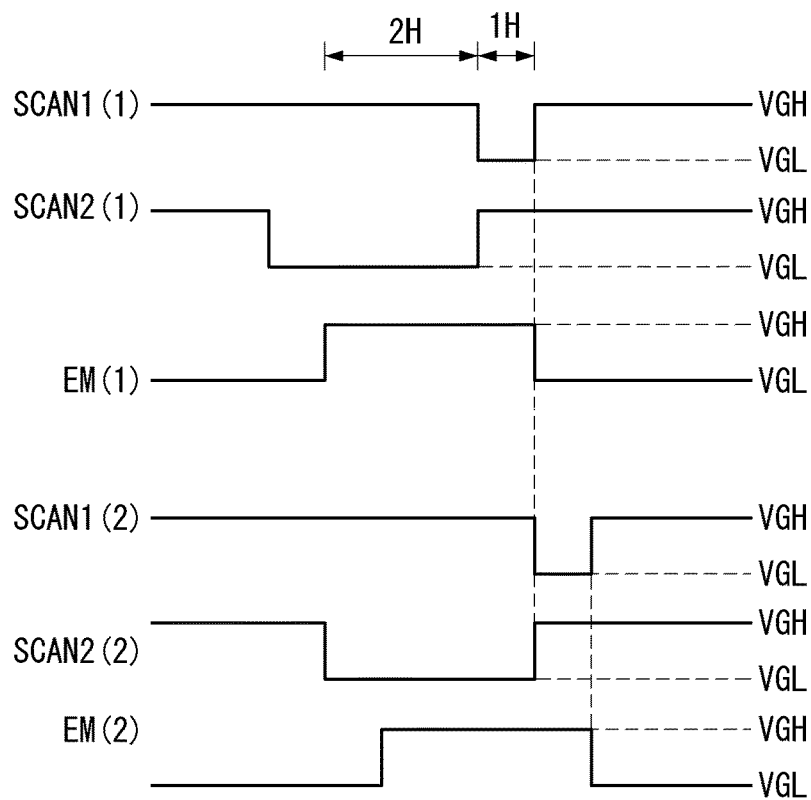 2H 1H
SCAN1(1) VGH
VGL
SCAN2(1) VGH
VGL
VGH
EM(1) VGL
SCAN1(2) VGH
VGL
SCAN2(2) VGH
VGL
EM(2) VGH
VGL